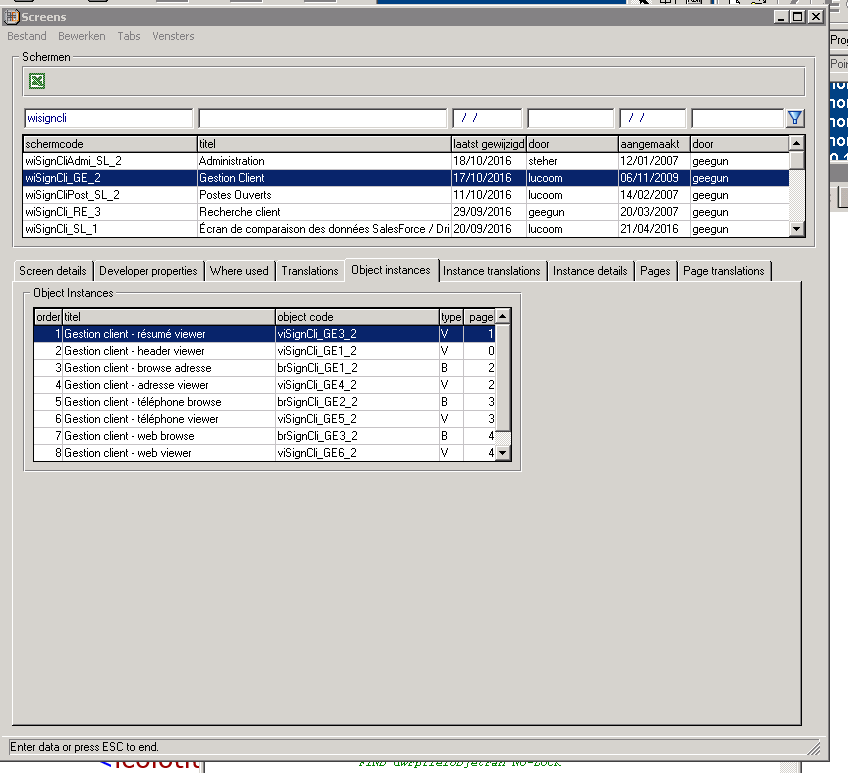 Screens
Bestand Bewerken Tabs Vensters
Prog
Poin
Schermen
wisigncli / / / /
schermcode titel laatst gewijzigd door aangemaakt door
wiSignCliAdmi_SL_2 Administration 18/10/2016 steher 12/01/2007 geegun
wiSignCli_GE_2 Gestion Client 17/10/2016 lucoom 06/11/2009 geegun
wiSignCliPost_SL_2 Postes Ouverts 11/10/2016 lucoom 14/02/2007 geegun
wiSignCli_RE_3 Recherche client 29/09/2016 geegun 20/03/2007 geegun
wiSignCli_SL_1 Écran de comparaison des données SalesForce / Dri 20/09/2016 lucoom 21/04/2016 geegun
Screen details Developer properties Where used Translations Object instances Instance translations Instance details Pages Page translations
Object Instances
order titel object code type page
1 Gestion client - résumé viewer viSignCli_GE3_2 V 1
2 Gestion client - header viewer viSignCli_GE1_2 V 0
3 Gestion client - browse adresse brSignCli_GE1_2 B 2
4 Gestion client - adresse viewer viSignCli_GE4_2 V 2
5 Gestion client - téléphone browse brSignCli_GE2_2 B 3
6 Gestion client - téléphone viewer viSignCli_GE5_2 V 3
7 Gestion client - web browse brSignCli_GE3_2 B 4
8 Gestion client - web viewer viSignCli_GE6_2 V 4
Enter data or press ESC to end.